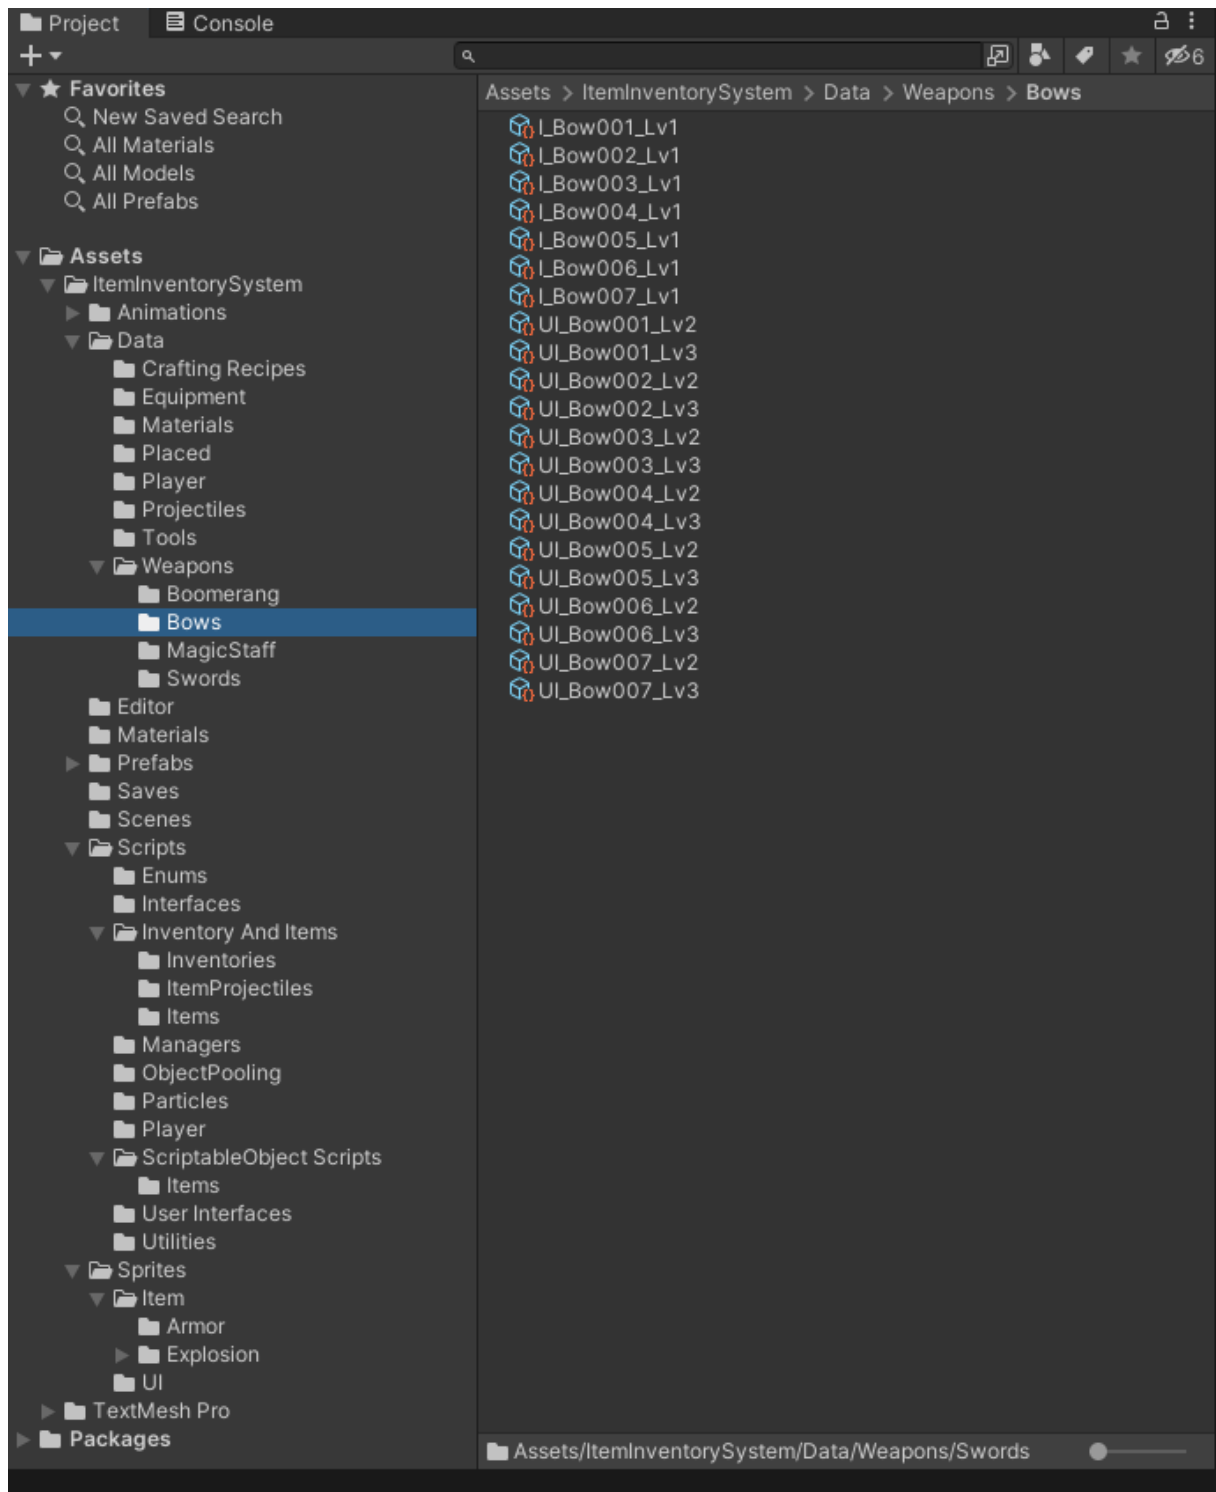 Project Console
6
Favorites
New Saved Search
All Materials
All Models
All Prefabs
Assets
ItemInventorySystem
Animations
Data
Crafting Recipes
Equipment
Materials
Placed
Player
Projectiles
Tools
Weapons
Boomerang
Bows
MagicStaff
Swords
Editor
Materials
Prefabs
Saves
Scenes
Scripts
Enums
Interfaces
Inventory And Items
Inventories
ItemProjectiles
Items
Managers
ObjectPooling
Particles
Player
ScriptableObject Scripts
Items
User Interfaces
Utilities
Sprites
Item
Armor
Explosion
UI
TextMesh Pro
Packages
Assets > ItemInventorySystem > Data > Weapons > Bows
I_Bow001_Lv1
I_Bow002_Lv1
I_Bow003_Lv1
I_Bow004_Lv1
I_Bow005_Lv1
I_Bow006_Lv1
I_Bow007_Lv1
UI_Bow001_Lv2
UI_Bow001_Lv3
UI_Bow002_Lv2
UI_Bow002_Lv3
UI_Bow003_Lv2
UI_Bow003_Lv3
UI_Bow004_Lv2
UI_Bow004_Lv3
UI_Bow005_Lv2
UI_Bow005_Lv3
UI_Bow006_Lv2
UI_Bow006_Lv3
UI_Bow007_Lv2
UI_Bow007_Lv3
Assets/ItemInventorySystem/Data/Weapons/Swords